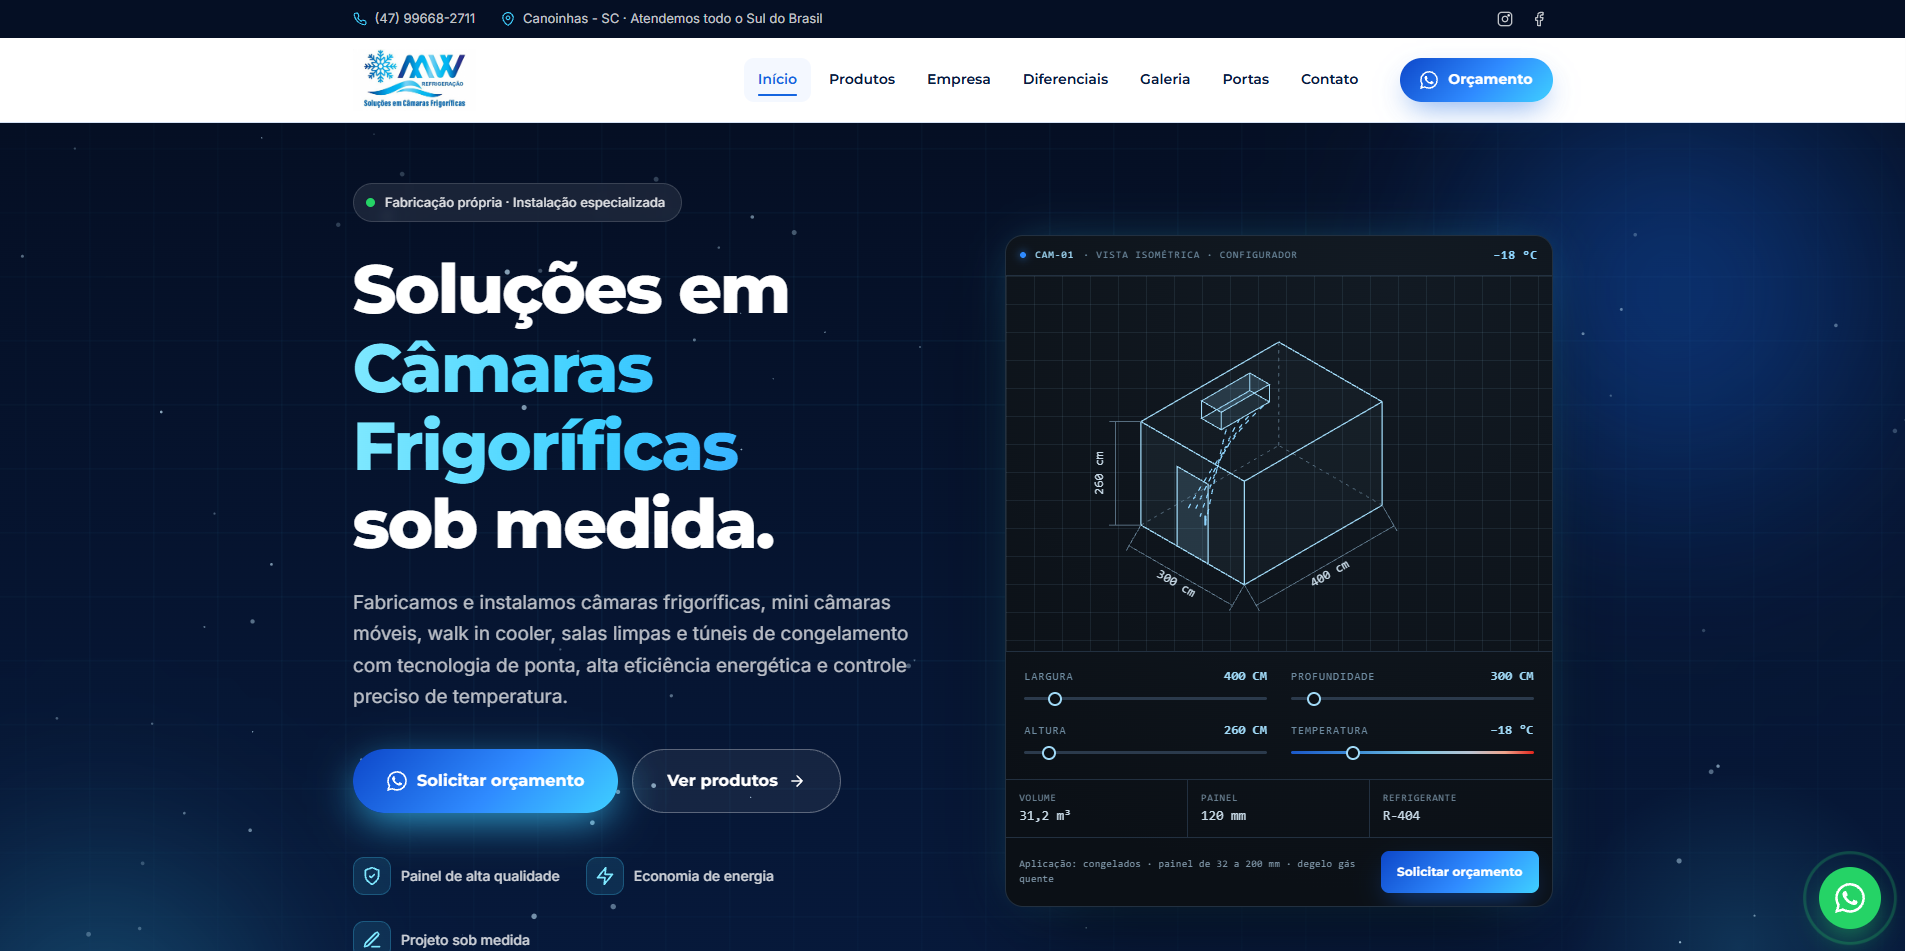 (47) 99668-2711
Canoinhas - SC · Atendemos todo o Sul do Brasil
MW
REFRIGERAÇÃO
Soluções em Câmaras Frigoríficas
Início
Produtos
Empresa
Diferenciais
Galeria
Portas
Contato
Orçamento
Fabricação própria · Instalação especializada
Soluções em
Câmaras
Frigoríficas
sob medida.
Fabricamos e instalamos câmaras frigoríficas, mini câmaras
móveis, walk in cooler, salas limpas e túneis de congelamento
com tecnologia de ponta, alta eficiência energética e controle
preciso de temperatura.
Solicitar orçamento
Ver produtos
Painel de alta qualidade
Economia de energia
Projeto sob medida
CAM-01 · VISTA ISOMÉTRICA · CONFIGURADOR
-18 ºC
260 cm
300 cm
400 cm
LARGURA
400 CM
PROFUNDIDADE
300 CM
ALTURA
260 CM
TEMPERATURA
-18 ºC
VOLUME
31,2 m³
PAINEL
120 mm
REFRIGERANTE
R-404
Aplicação: congelados · painel de 32 a 200 mm · degelo gás
quente
Solicitar orçamento